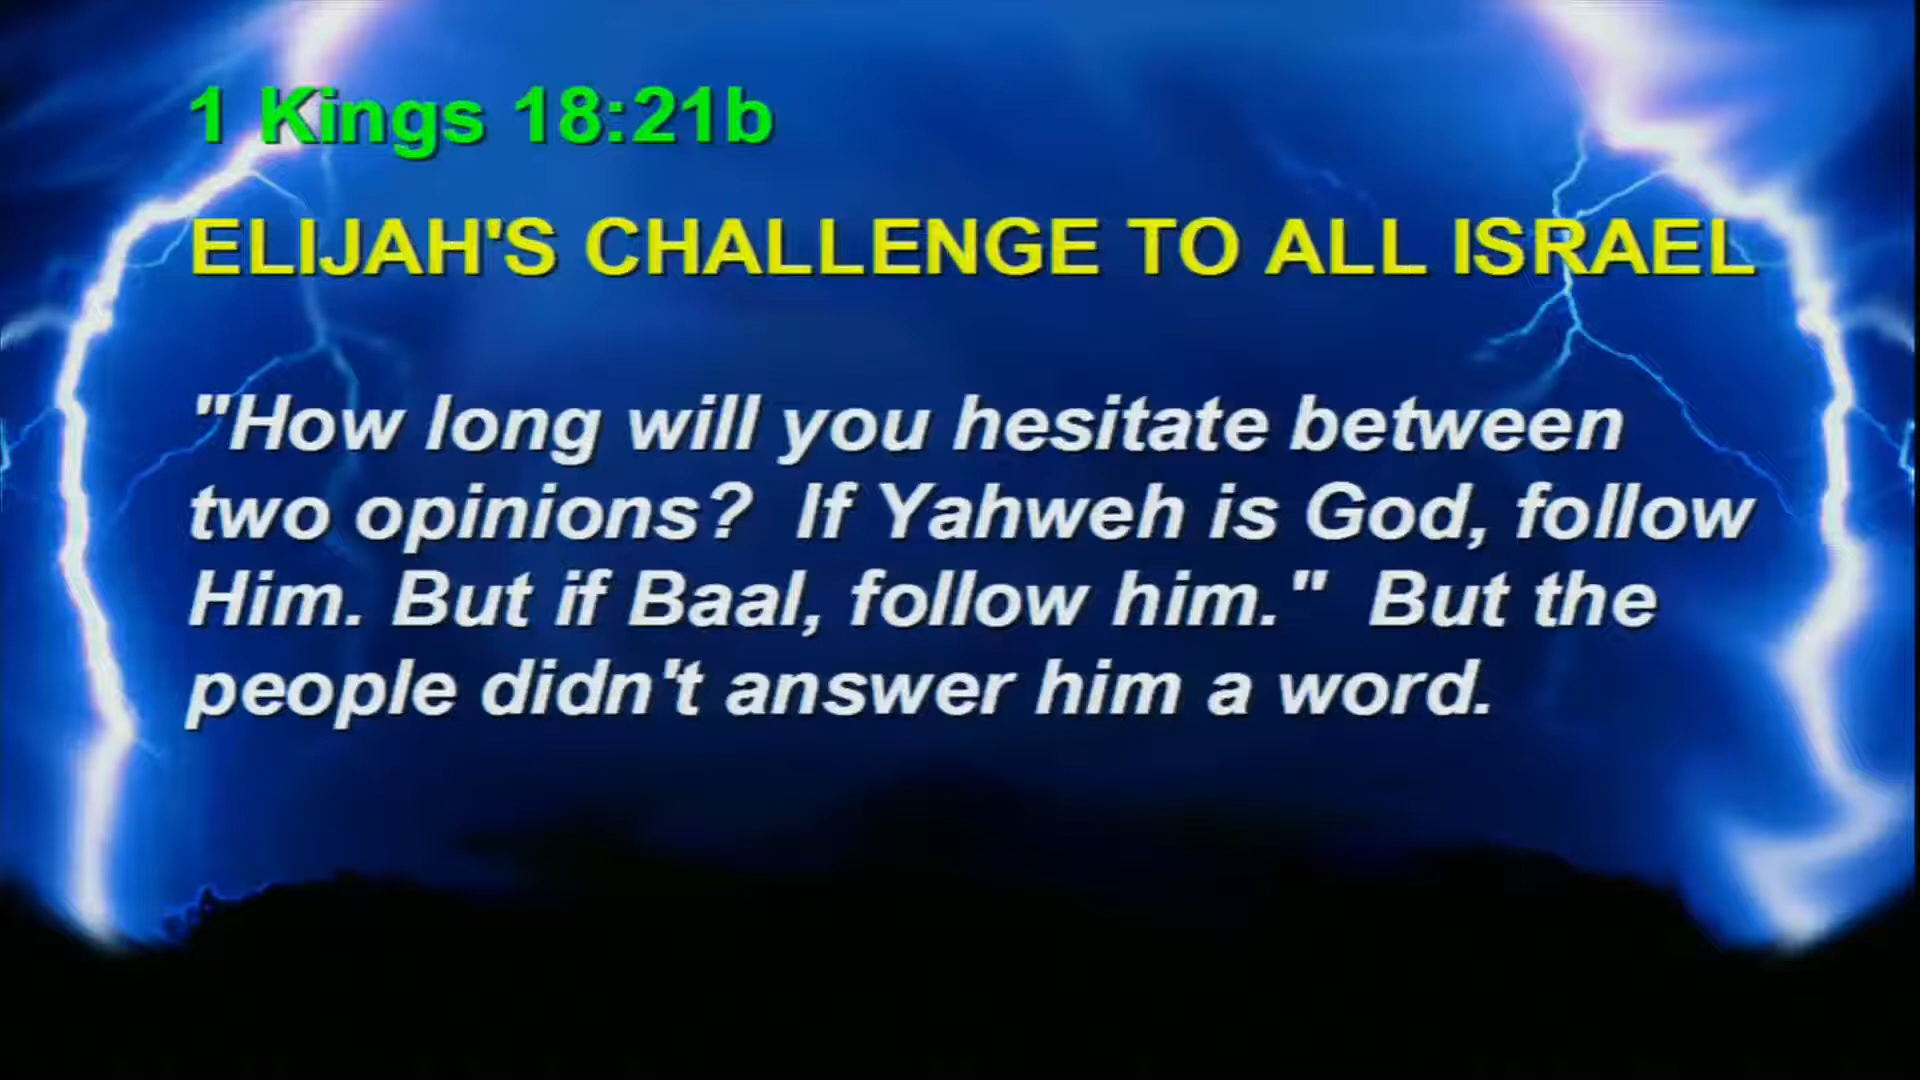 1 Kings 18:21b
ELIJAH'S CHALLENGE TO ALL ISRAEL
"How long will you hesitate between
two opinions?  If Yahweh is God, follow
Him. But if Baal, follow him."  But the
people didn't answer him a word.